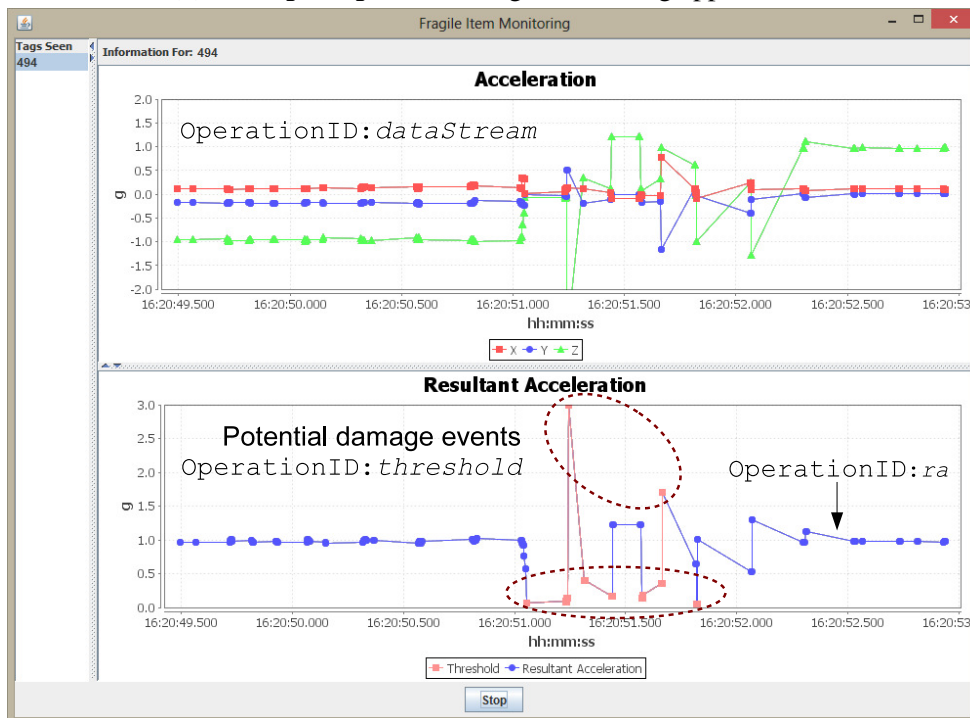 Fragile Item Monitoring
Tags Seen
494
Information For: 494
Acceleration
2.0
1.5
1.0
0.5
0.0
-0.5
-1.0
-1.5
-2.0
g
OperationID:dataStream
16:20:49.500 16:20:50.000 16:20:50.500 16:20:51.000 16:20:51.500 16:20:52.000 16:20:52.500 16:20:53
hh:mm:ss
X Y Z
Resultant Acceleration
3.0
2.5
2.0
1.5
1.0
0.5
0.0
g
Potential damage events
OperationID:threshold
OperationID:ra
16:20:49.500 16:20:50.000 16:20:50.500 16:20:51.000 16:20:51.500 16:20:52.000 16:20:52.500 16:20:53
hh:mm:ss
Threshold Resultant Acceleration
Stop